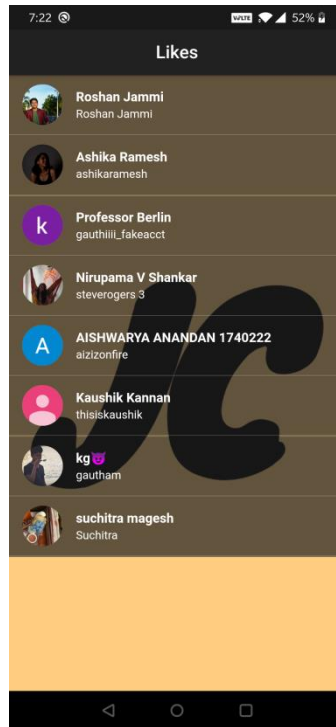 7:22
VoLTE 52%
Likes
Roshan Jammi
Roshan Jammi
Ashika Ramesh
ashikaramesh
k
Professor Berlin
gauthiiii_fakeacct
Nirupama V Shankar
steverogers 3
A
AISHWARYA ANANDAN 1740222
aizizonfire
Kaushik Kannan
thisiskaushik
kg😈
gautham
suchitra magesh
Suchitra
JC